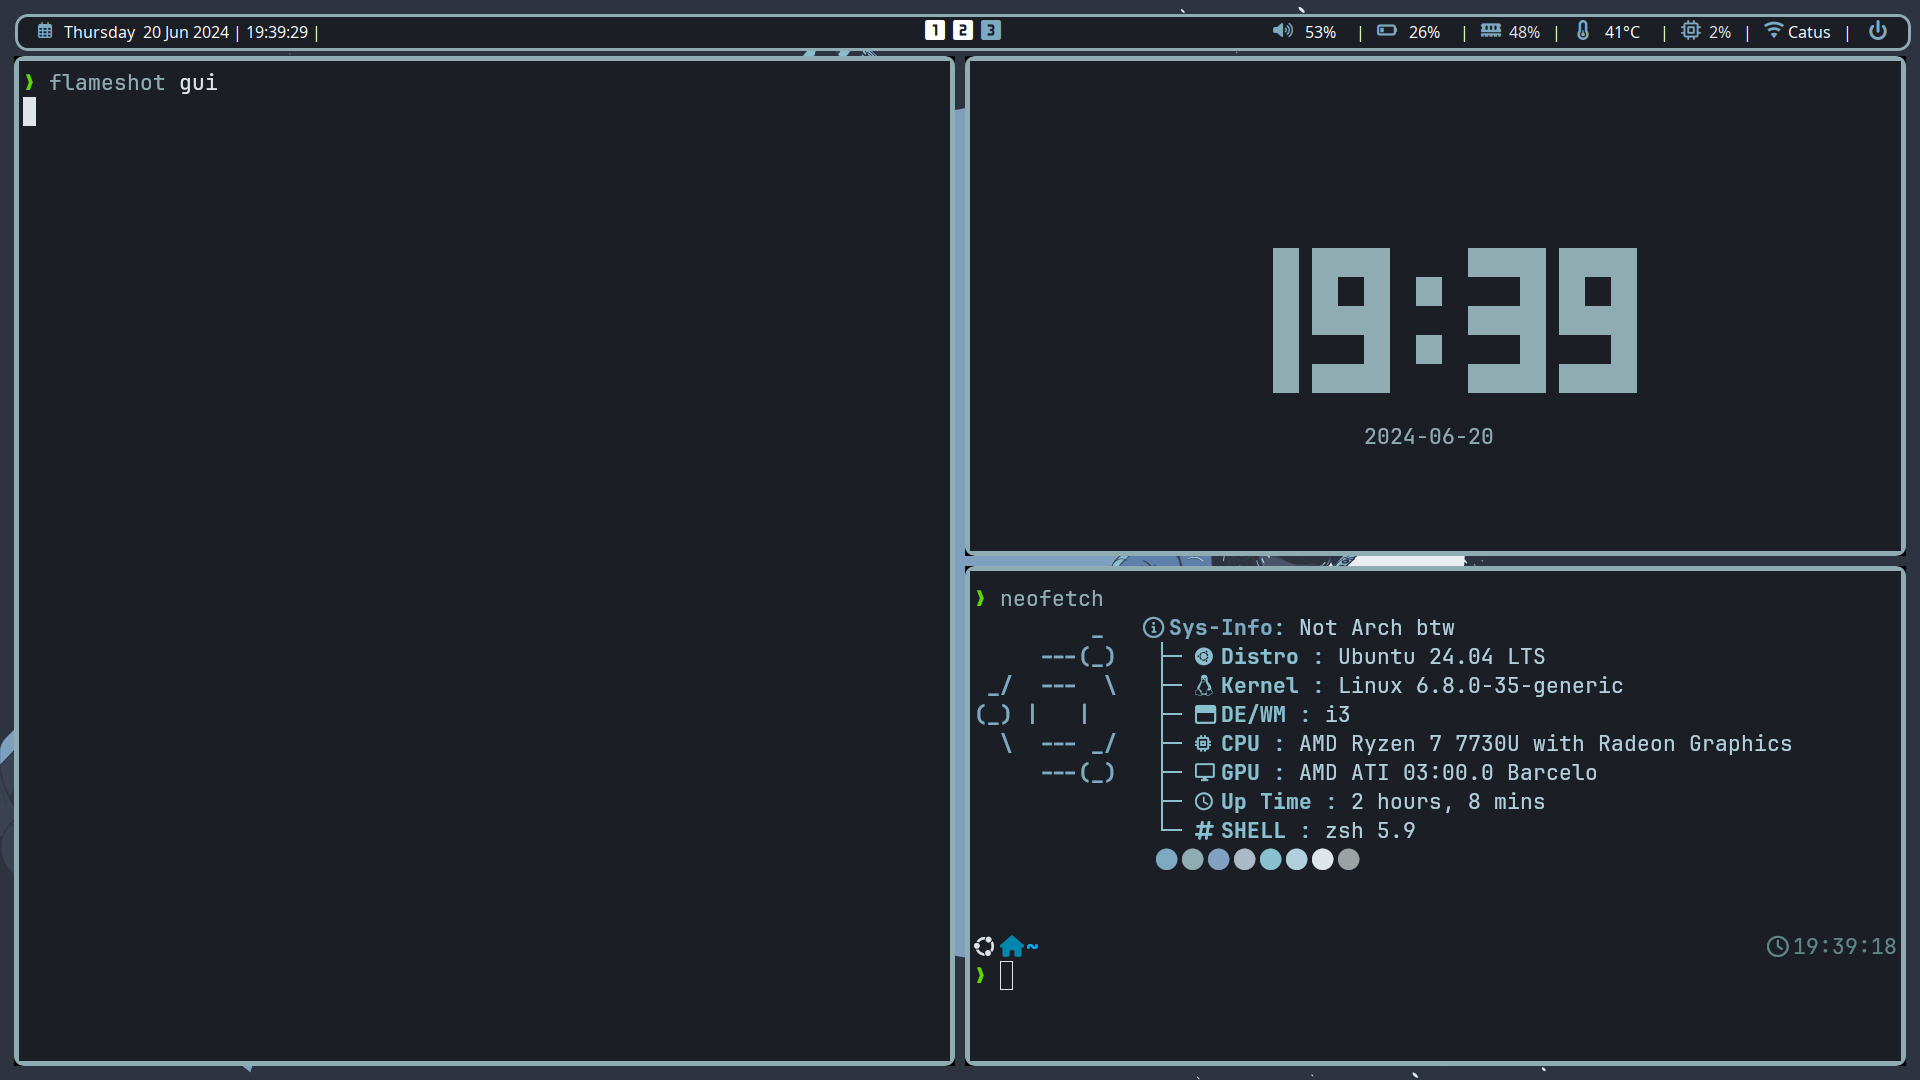 Thursday 20 Jun 2024 | 19:39:29 |
1 2 3
53% | 26% | 48% | 41°C | 2% | Catus |
❱ flameshot gui
19:39
2024-06-20
❱ neofetch
Sys-Info: Not Arch btw
Distro : Ubuntu 24.04 LTS
Kernel : Linux 6.8.0-35-generic
DE/WM : i3
CPU : AMD Ryzen 7 7730U with Radeon Graphics
GPU : AMD ATI 03:00.0 Barcelo
Up Time : 2 hours, 8 mins
# SHELL : zsh 5.9
~ 19:39:18
❱